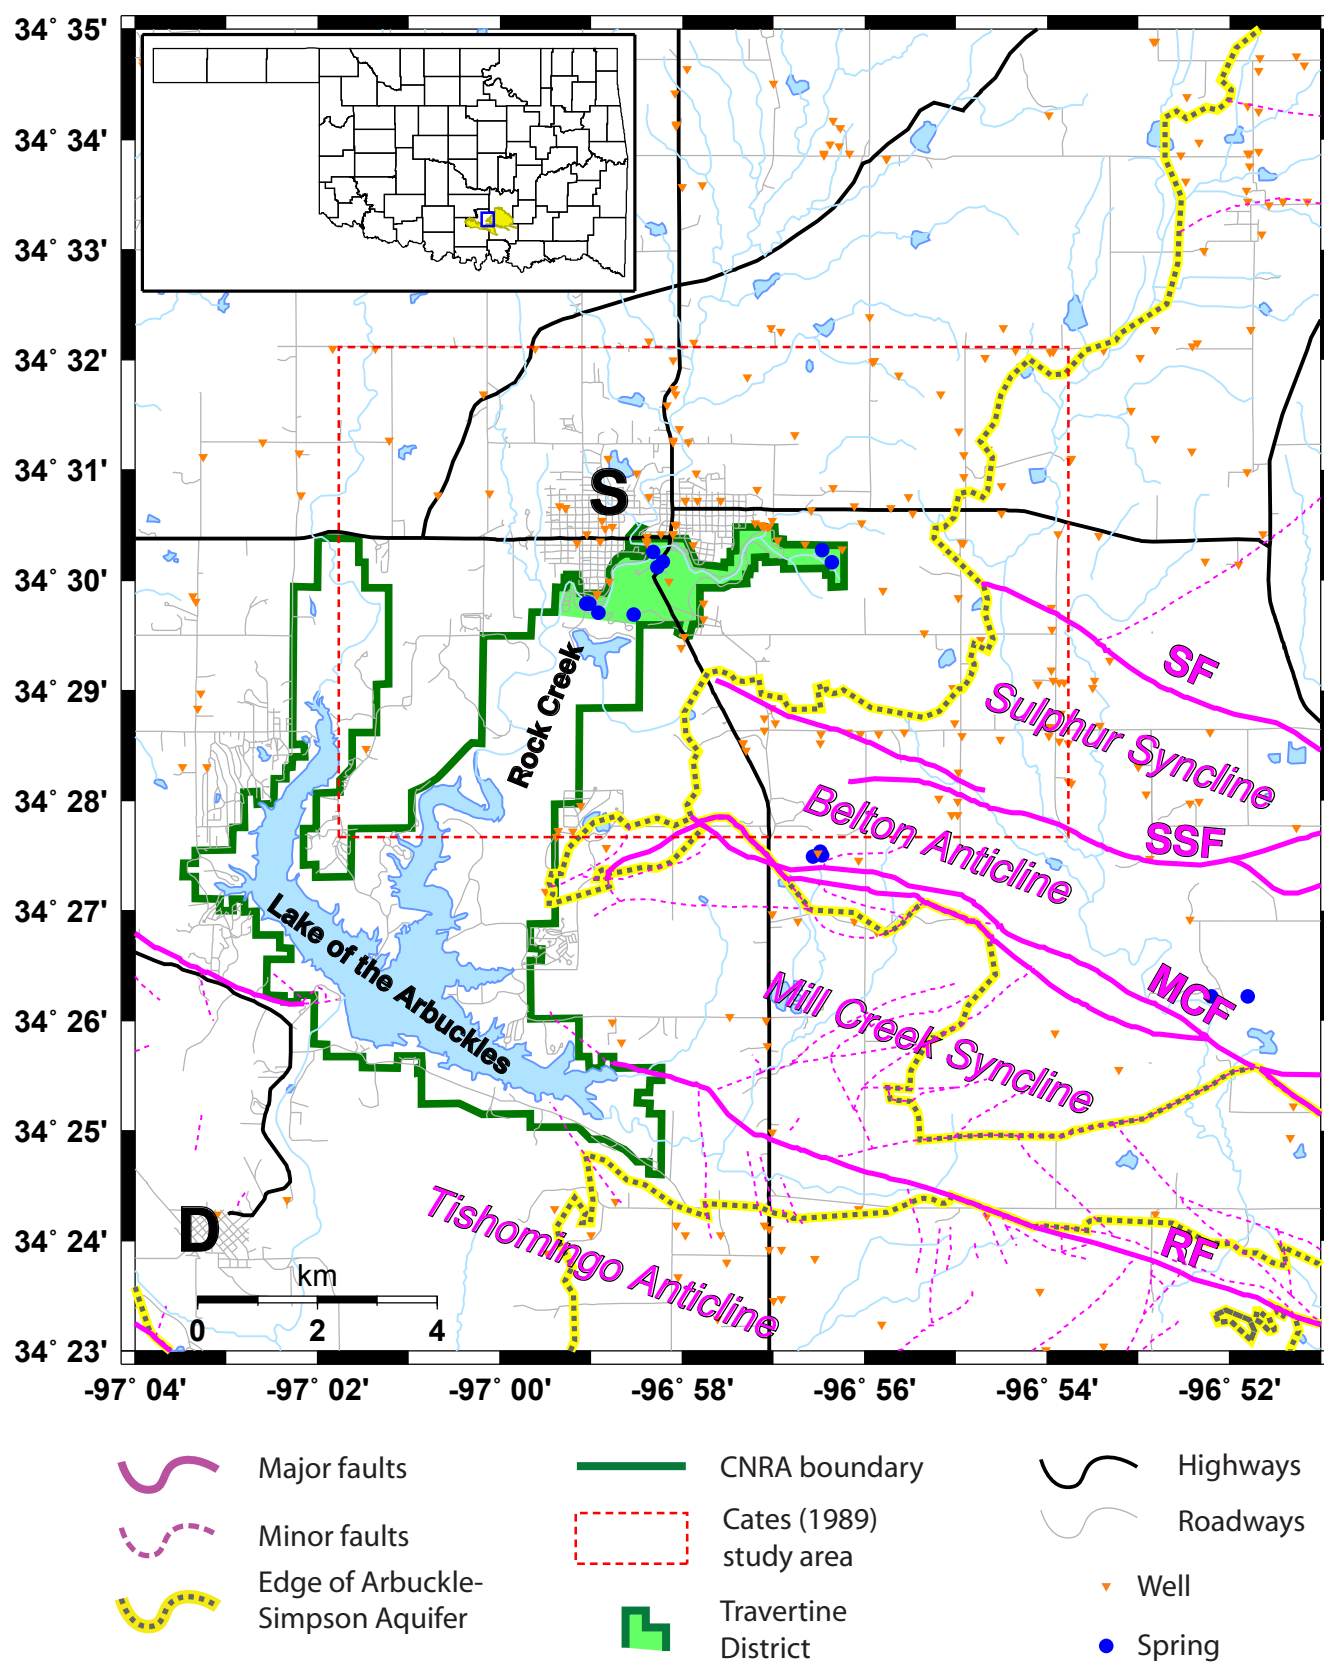 34° 35'
34° 34'
34° 33'
34° 32'
34° 31'
34° 30'
34° 29'
34° 28'
34° 27'
34° 26'
34° 25'
34° 24'
34° 23'
S
Rock Creek
SF
Sulphur Syncline
Belton Anticline
SSF
Lake of the Arbuckles
MCF
Mill Creek Syncline
Tishomingo Anticline
RF
D
km
0 2 4
-97° 04' -97° 02' -97° 00' -96° 58' -96° 56' -96° 54' -96° 52'
Major faults
Minor faults
Edge of Arbuckle-
Simpson Aquifer
CNRA boundary
Cates (1989)
study area
Travertine
District
Highways
Roadways
Well
Spring